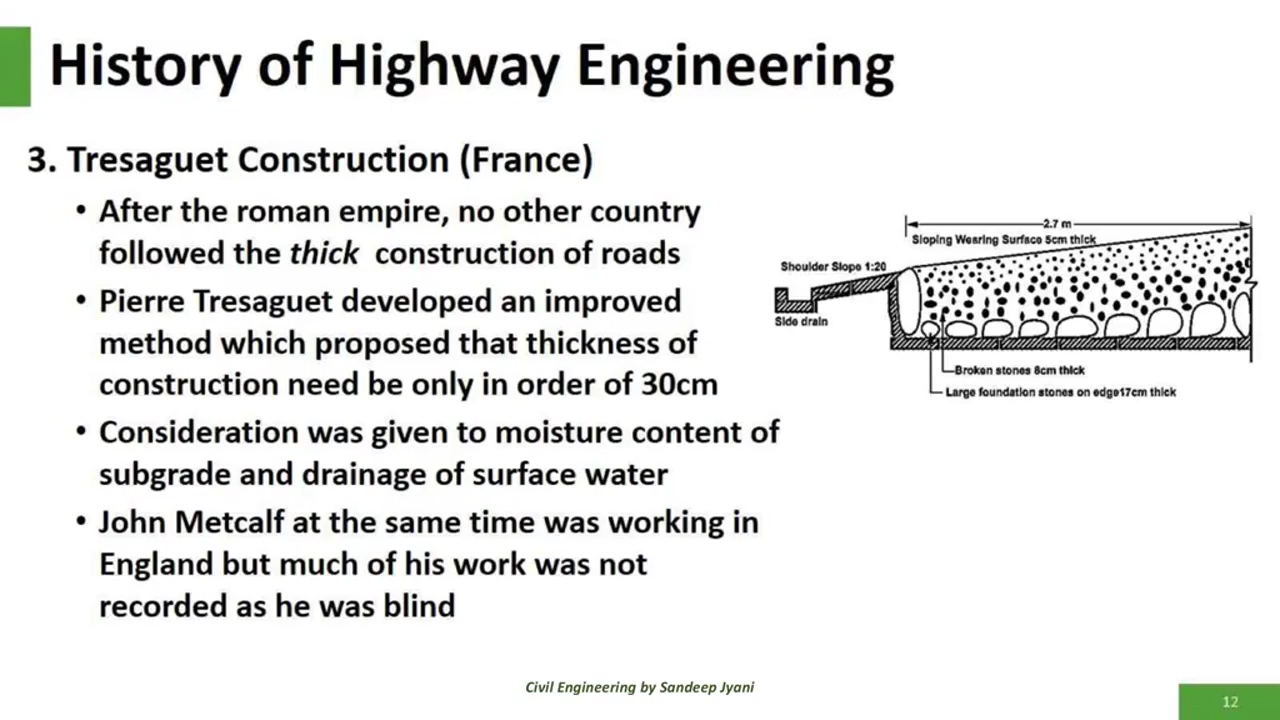 History of Highway Engineering
3. Tresaguet Construction (France)
• After the roman empire, no other country
followed the thick construction of roads
• Pierre Tresaguet developed an improved
method which proposed that thickness of
construction need be only in order of 30cm
• Consideration was given to moisture content of
subgrade and drainage of surface water
• John Metcalf at the same time was working in
England but much of his work was not
recorded as he was blind
2.7 m
Sloping Wearing Surface 5cm thick
Shoulder Slope 1:20
Side drain
Broken stones 8cm thick
Large foundation stones on edge17cm thick
Civil Engineering by Sandeep Jyani
12